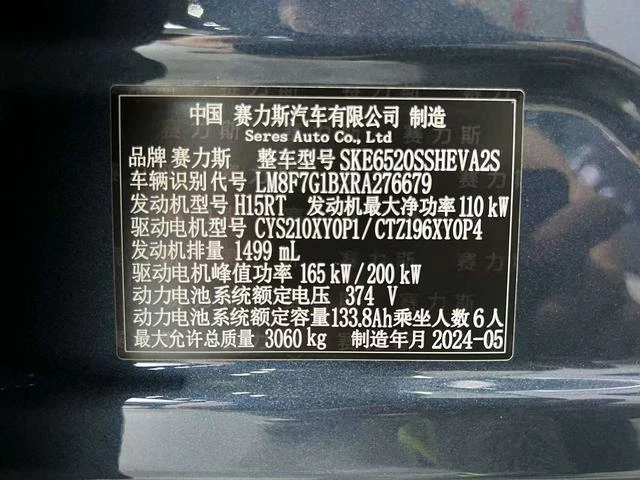 中国 赛力斯汽车有限公司 制造
Seres Auto Co., Ltd
品牌 赛力斯 整车型号 SKE6520SSHEVA2S
车辆识别代号 LM8F7G1BXRA276679
发动机型号 H15RT 发动机最大净功率 110 kW
驱动电机型号 CYS210XY0P1/CTZ196XY0P4
发动机排量 1499 mL
驱动电机峰值功率 165 kW/200 kW
动力电池系统额定电压 374 V
动力电池系统额定容量 133.8Ah 乘坐人数 6 人
最大允许总质量 3060 kg 制造年月 2024-05